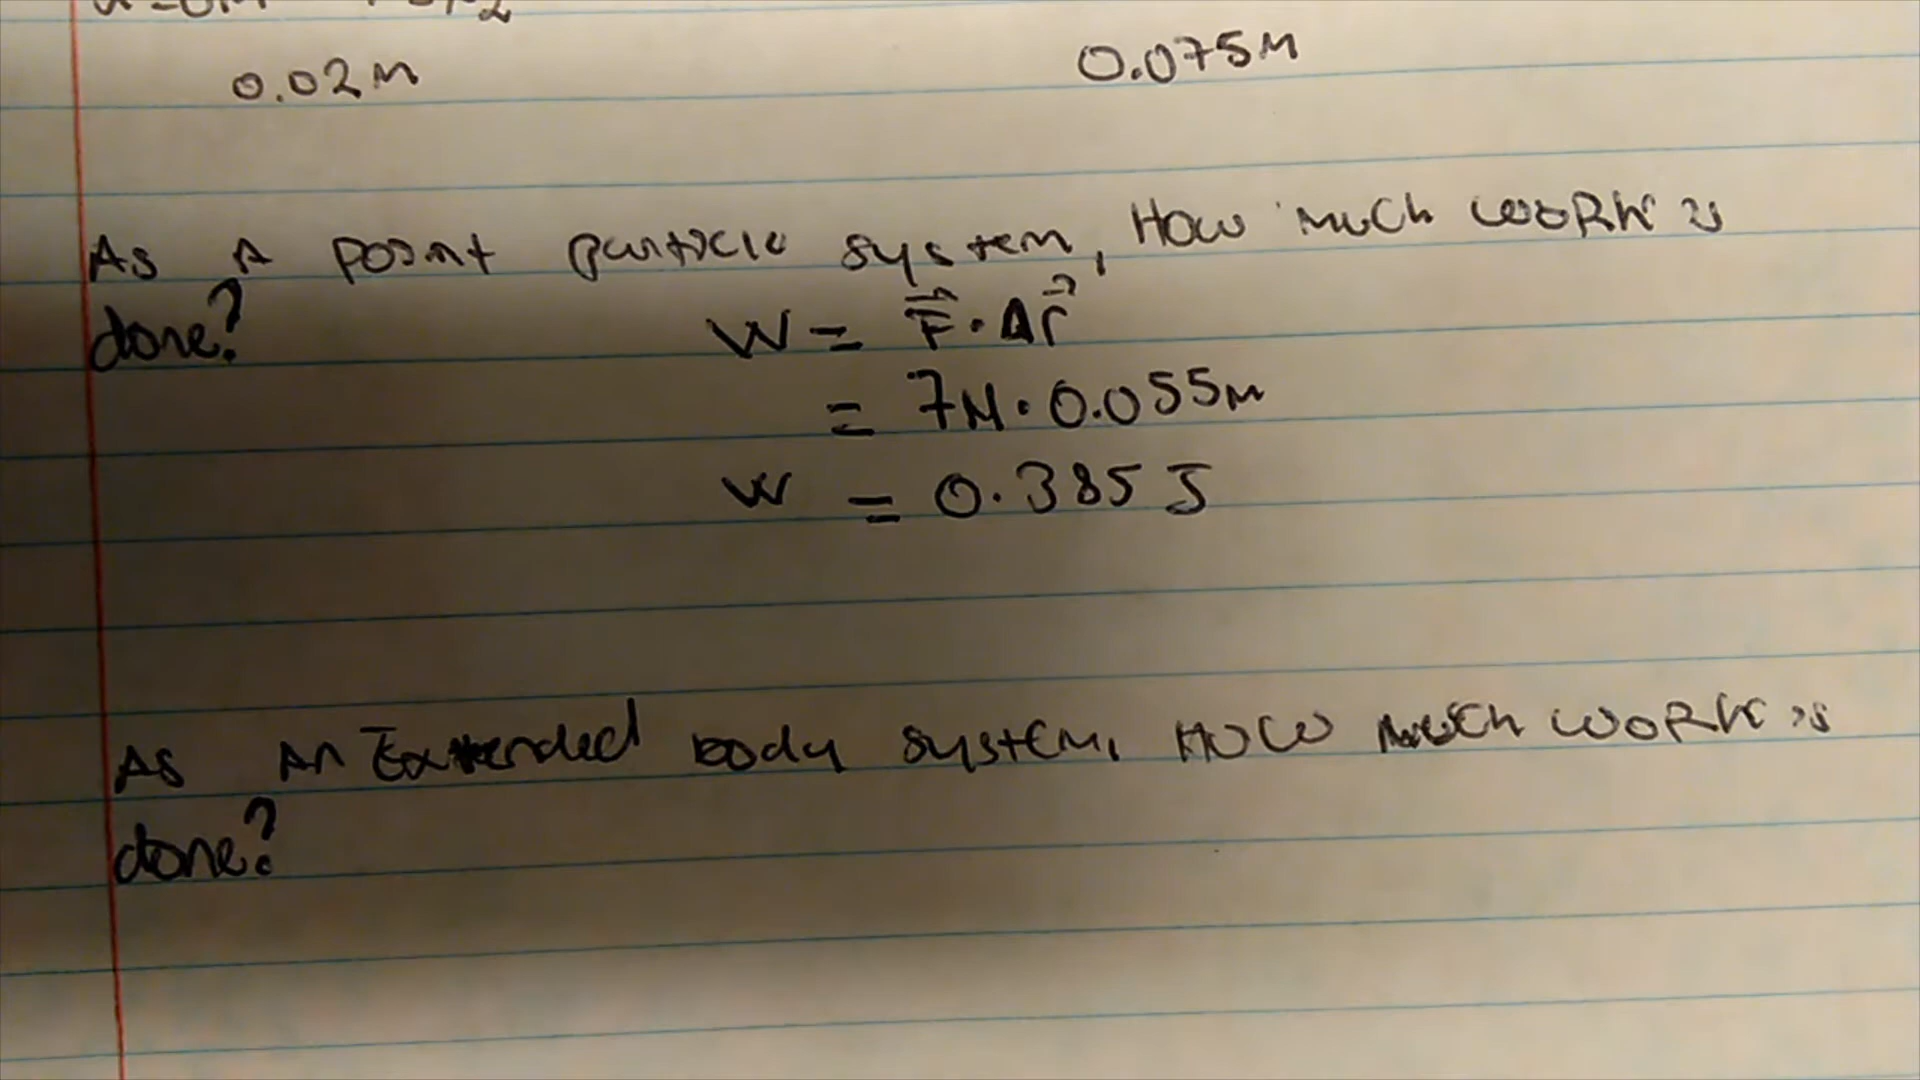 0.02M
0.075M
As A point particle system, How much work is
done?
W = F⃗ · Δr⃗
= 7N · 0.055m
W = 0.385 J
As An Extended body system, How much work is
done?